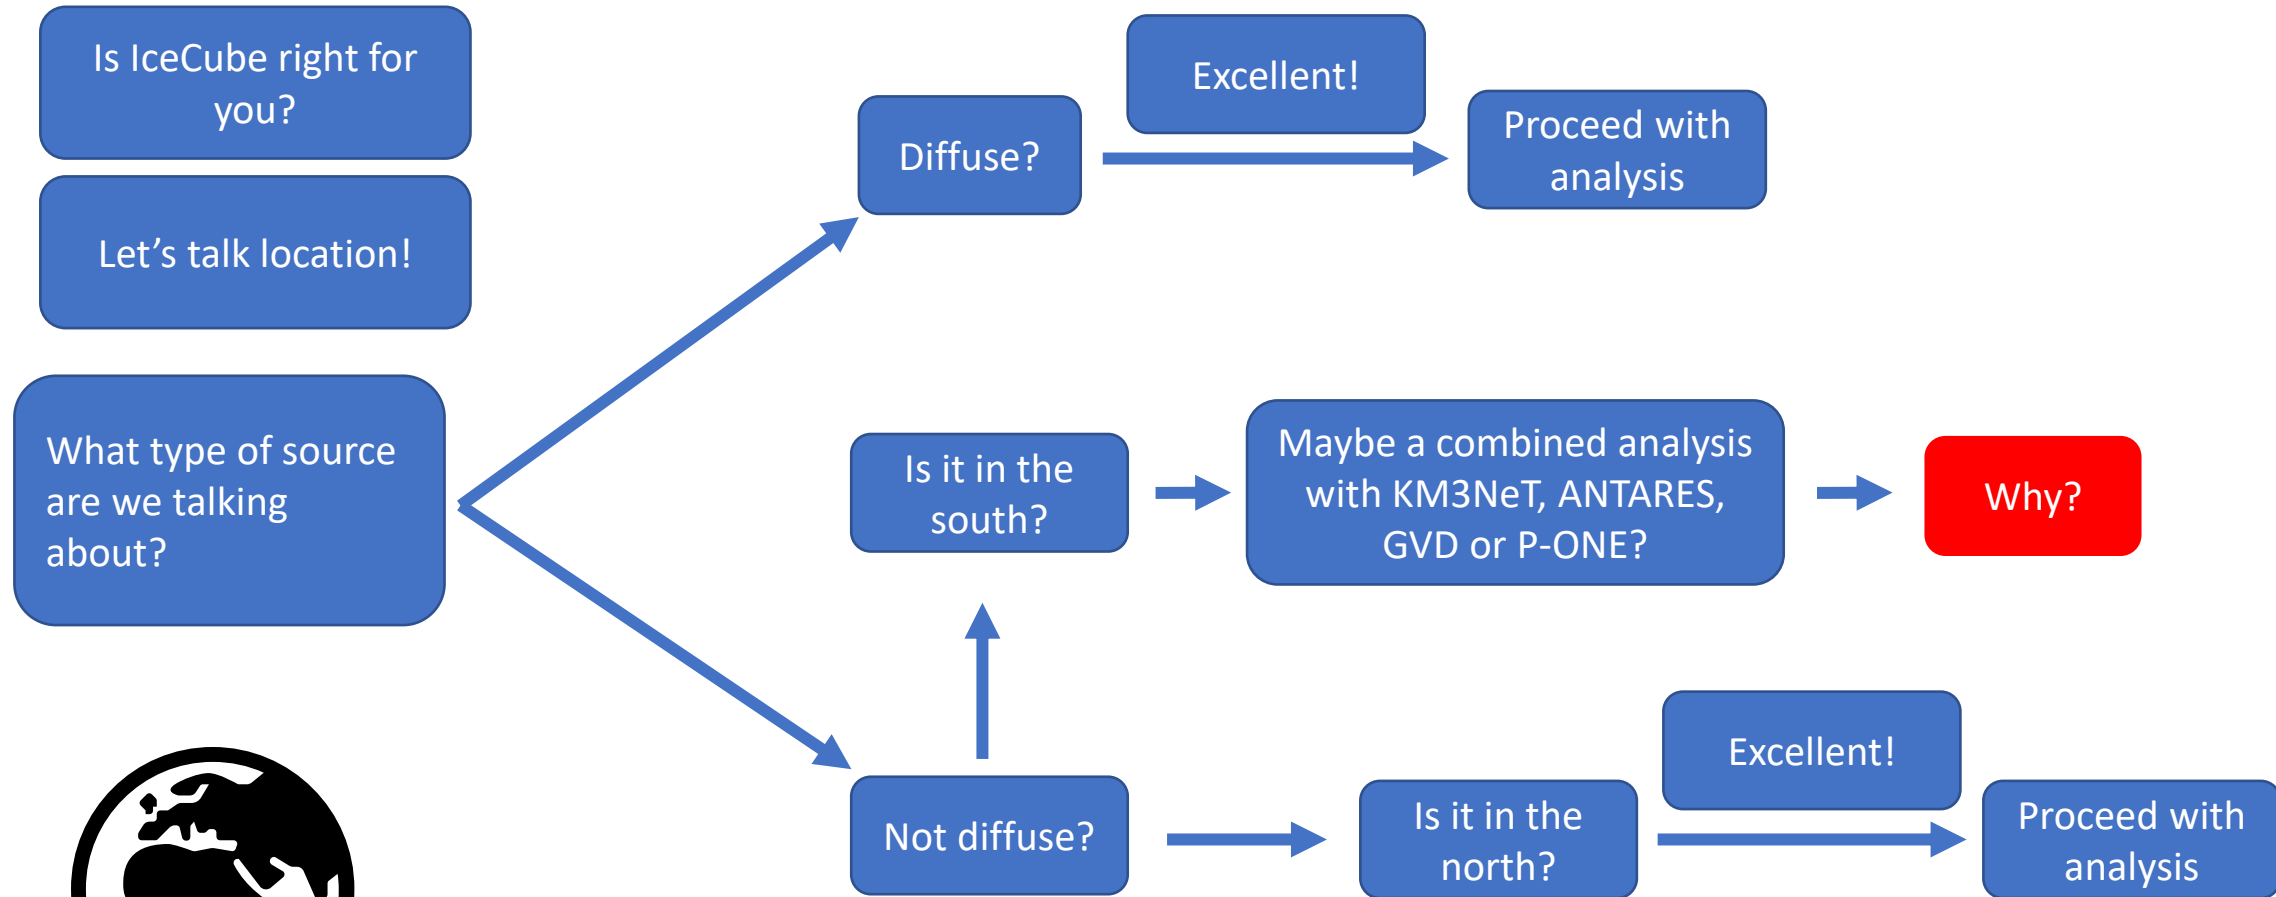 Is IceCube right for
you?
Let’s talk location!
What type of source
are we talking
about?
Diffuse?
Excellent!
Proceed with
analysis
Is it in the
south?
Maybe a combined analysis
with KM3NeT, ANTARES,
GVD or P-ONE?
Why?
Not diffuse?
Is it in the
north?
Excellent!
Proceed with
analysis